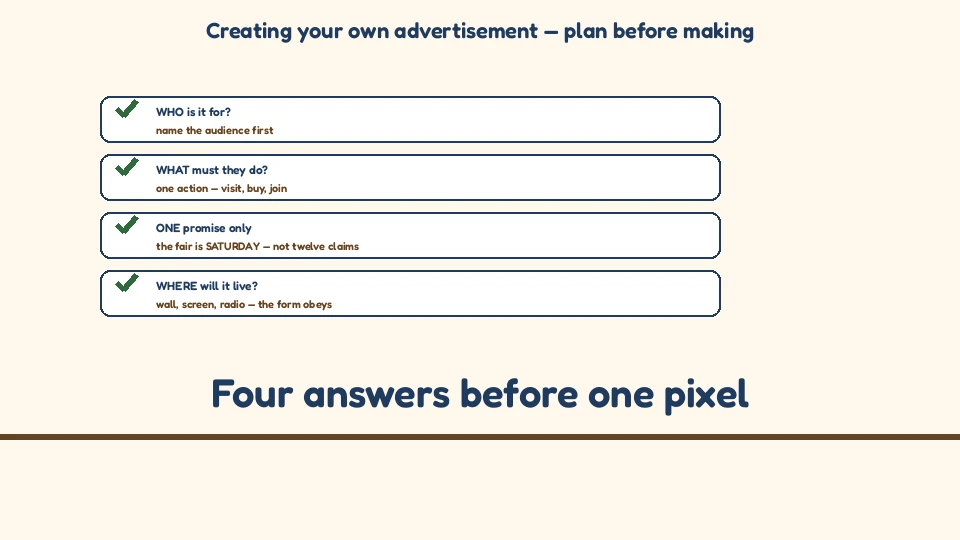 Creating your own advertisement — plan before making
WHO is it for?
name the audience first
WHAT must they do?
one action — visit, buy, join
ONE promise only
the fair is SATURDAY — not twelve claims
WHERE will it live?
wall, screen, radio — the form obeys
Four answers before one pixel